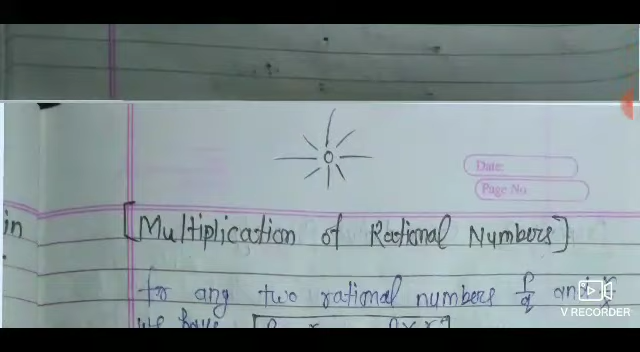 Date:
Page No
in
[Multiplication of Rational Numbers]
for any two rational numbers p/q and
we have
V RECORDER